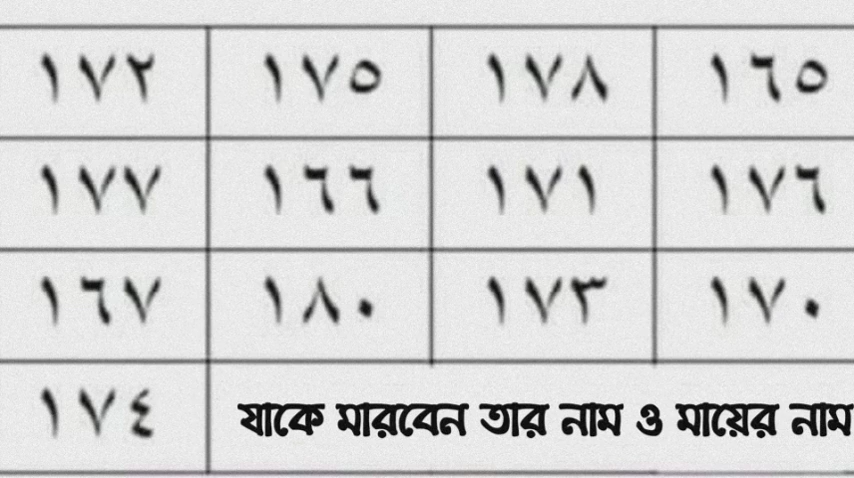 ١٧٢ ١٧٥ ١٧٨ ١٦٥
١٧٧ ١٦٦ ١٧١ ١٧٦
١٦٧ ١٨٠ ١٧٣ ١٧٠
١٧٤ যাকে মারবেন তার নাম ও মায়ের নাম